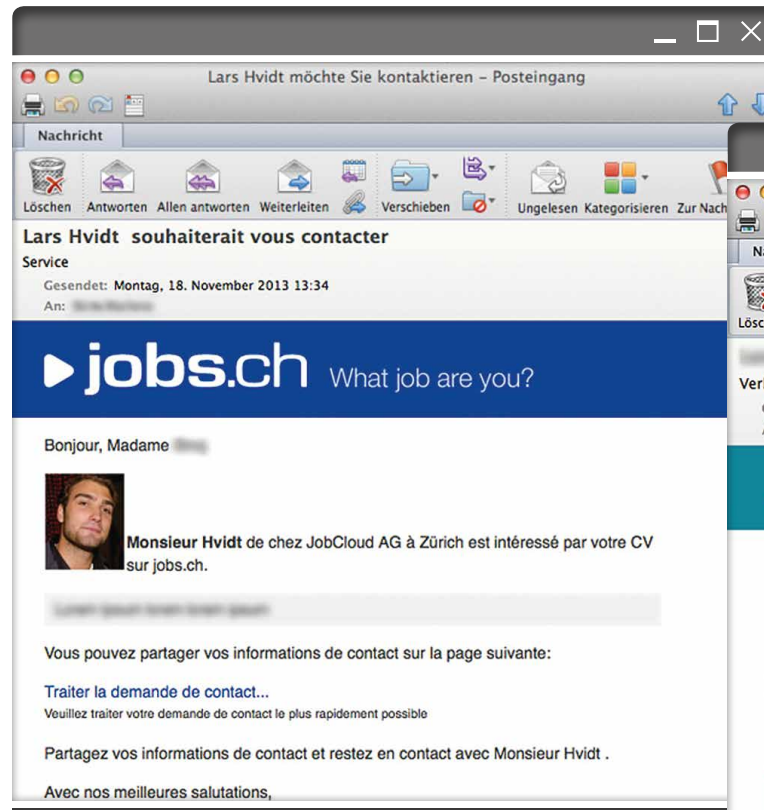 Lars Hvidt möchte Sie kontaktieren – Posteingang
Nachricht
Löschen Antworten Allen antworten Weiterleiten Verschieben Ungelesen Kategorisieren Zur Nach
Lars Hvidt souhaiterait vous contacter
Service
Gesendet: Montag, 18. November 2013 13:34
An:
jobs.ch What job are you?
Bonjour, Madame
Monsieur Hvidt de chez JobCloud AG à Zürich est intéressé par votre CV
sur jobs.ch.
Vous pouvez partager vos informations de contact sur la page suivante:
Traiter la demande de contact...
Veuillez traiter votre demande de contact le plus rapidement possible
Partagez vos informations de contact et restez en contact avec Monsieur Hvidt .
Avec nos meilleures salutations,
Na
Lösc
Ver